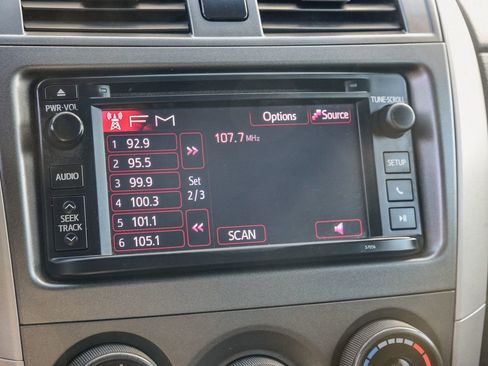 PWR·VOL
TUNE·SCROLL
FM
Options
Source
107.7 MHz
1 92.9
2 95.5
3 99.9
4 100.3
5 101.1
6 105.1
Set
2/3
SCAN
AUDIO
SEEK
TRACK
SETUP